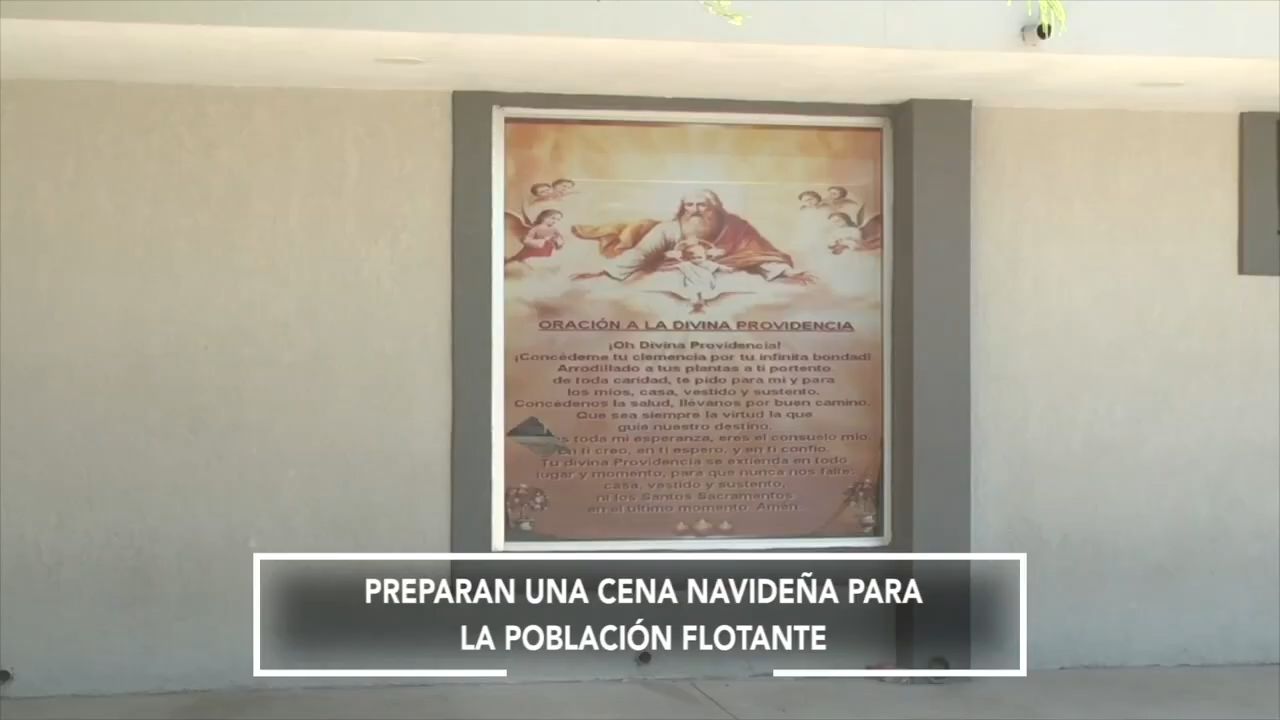 ORACIÓN A LA DIVINA PROVIDENCIA
¡Oh Divina Providencia!
¡Concédeme tu clemencia por tu infinita bondad!
Arrodillado a tus plantas a ti portento
de toda caridad, te pido para mi y para
los míos, casa, vestido y sustento.
Concédenos la salud, llévanos por buen camino.
Que sea siempre la virtud la que
guíe nuestro destino.
es toda mi esperanza, eres el consuelo mío.
En ti creo, en ti espero, y en ti confío.
Tu divina Providencia se extienda en todo
lugar y momento, para que nunca nos falte:
casa, vestido y sustento,
ni los Santos Sacramentos
en el último momento. Amén.
PREPARAN UNA CENA NAVIDEÑA PARA
LA POBLACIÓN FLOTANTE